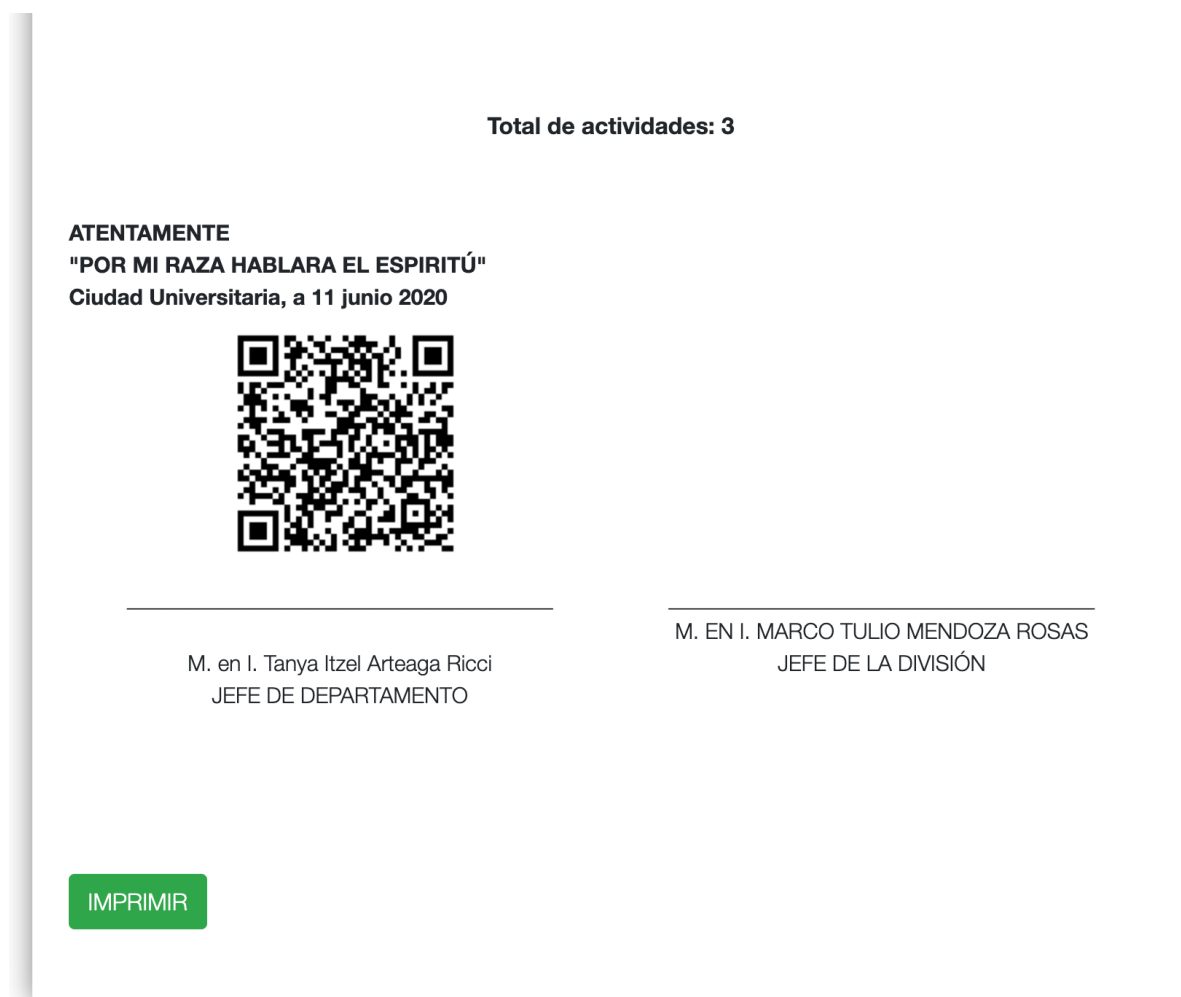 Total de actividades: 3
ATENTAMENTE
"POR MI RAZA HABLARA EL ESPIRITÚ"
Ciudad Universitaria, a 11 junio 2020
M. en I. Tanya Itzel Arteaga Ricci
JEFE DE DEPARTAMENTO
M. EN I. MARCO TULIO MENDOZA ROSAS
JEFE DE LA DIVISIÓN
IMPRIMIR